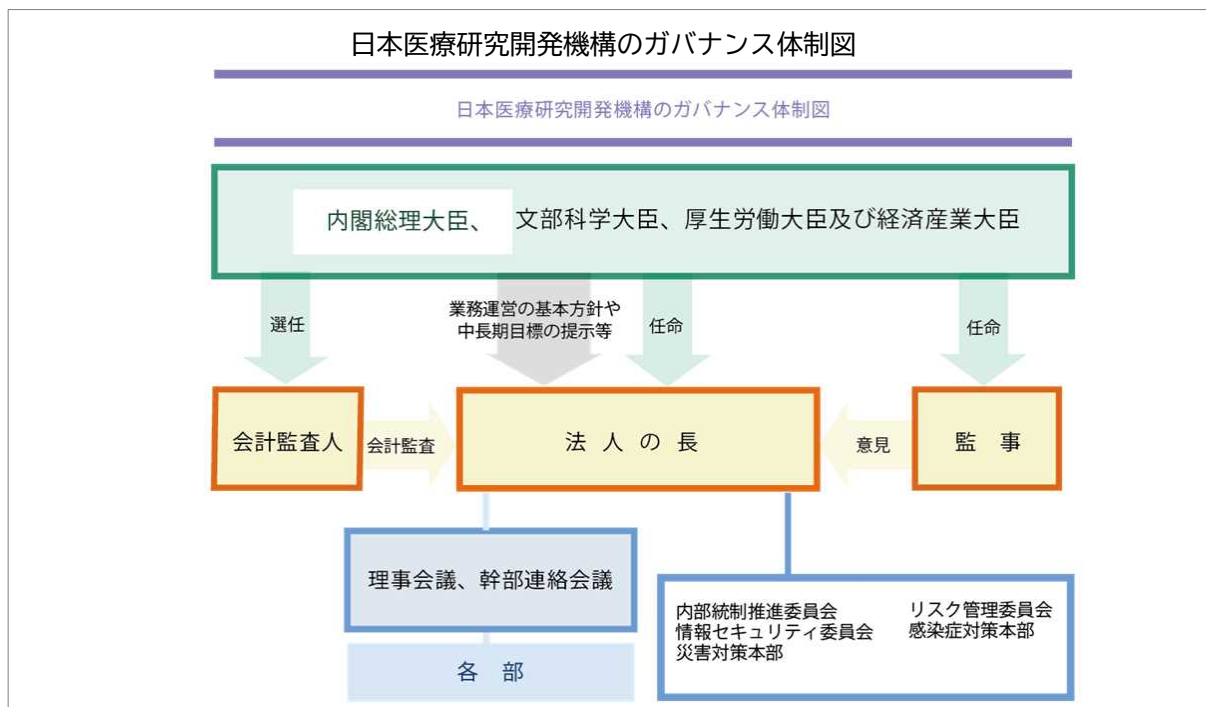 日本医療研究開発機構のガバナンス体制図
日本医療研究開発機構のガバナンス体制図
内閣総理大臣、 文部科学大臣、厚生労働大臣及び経済産業大臣
選任
業務運営の基本方針や
中長期目標の提示等
任命
任命
会計監査人
会計監査
法 人 の 長
意見
監 事
理事会議、幹部連絡会議
各 部
内部統制推進委員会
情報セキュリティ委員会
災害対策本部
リスク管理委員会
感染症対策本部